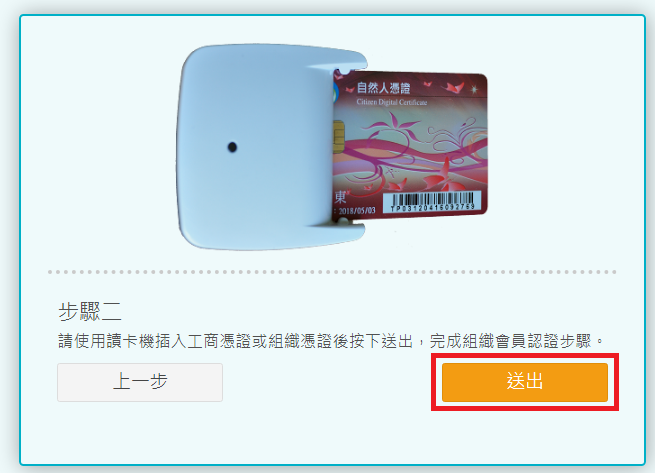 自然人憑證
Citizen Digital Certificate
東
: 2018/05/03
TP03120416092769
步驟二
請使用讀卡機插入工商憑證或組織憑證後按下送出，完成組織會員認證步驟。
上一步
送出